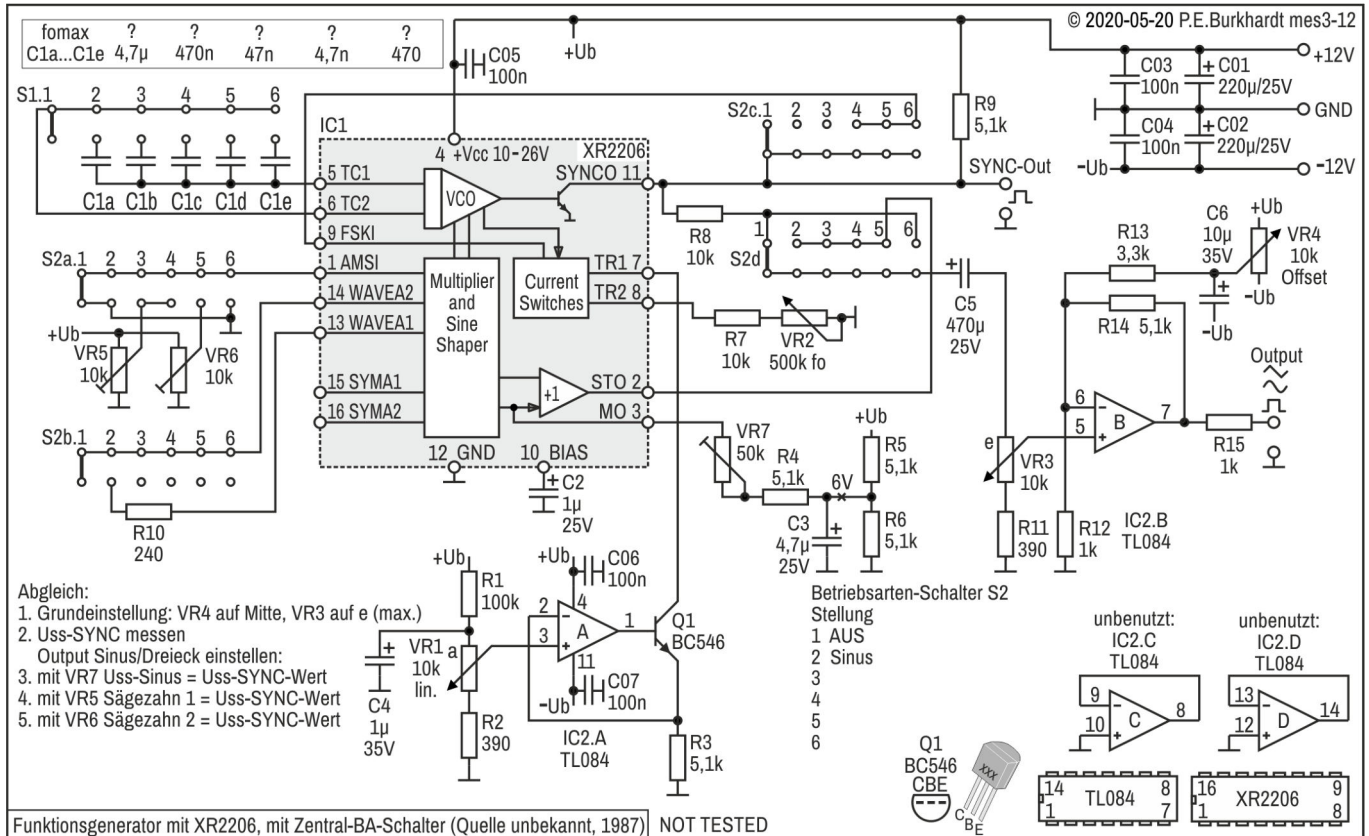 © 2020-05-20 P.E.Burkhardt mes3-12
fomax ? ? ? ? ?
C1a...C1e 4,7µ 470n 47n 4,7n 470
+Ub
C05
100n
+12V
C03
100n
+ C01
220µ/25V
GND
C04
100n
+ C02
220µ/25V
-Ub
-12V
S1.1 2 3 4 5 6
C1a C1b C1c C1d C1e
IC1
4 +Vcc 10-26V
XR2206
5 TC1
6 TC2
9 FSKI
1 AMSI
14 WAVEA2
13 WAVEA1
15 SYMA1
16 SYMA2
12 GND
10 BIAS
VCO
SYNCO 11
Multiplier
and
Sine
Shaper
Current
Switches
TR1 7
TR2 8
+1
STO 2
MO 3
S2c.1 2 3 4 5 6
R9
5,1k
SYNC-Out
R8
10k
1 2 3 4 5 6
S2d
R7
10k
VR2
500k fo
+
C5
470µ
25V
S2a.1 2 3 4 5 6
+Ub
VR5
10k
VR6
10k
S2b.1 2 3 4 5 6
R10
240
+ C2
1µ
25V
VR7
50k
R4
5,1k
6V
+Ub
R5
5,1k
R6
5,1k
C3
4,7µ
25V
+
R13
3,3k
R14 5,1k
C6
10µ
35V
+
-Ub
+Ub
VR4
10k
Offset
-Ub
6
-
5
+
B
7
R15
1k
Output
e
VR3
10k
R11
390
R12
1k
IC2.B
TL084
+Ub
R1
100k
VR1
10k
lin.
a
R2
390
+
C4
1µ
35V
+Ub
C06
100n
4
2
-
3
+
A
1
11
C07
100n
-Ub
IC2.A
TL084
Q1
BC546
R3
5,1k
Abgleich:
1. Grundeinstellung: VR4 auf Mitte, VR3 auf e (max.)
2. Uss-SYNC messen
Output Sinus/Dreieck einstellen:
3. mit VR7 Uss-Sinus = Uss-SYNC-Wert
4. mit VR5 Sägezahn 1 = Uss-SYNC-Wert
5. mit VR6 Sägezahn 2 = Uss-SYNC-Wert
Betriebsarten-Schalter S2
Stellung
1 AUS
2 Sinus
3
4
5
6
unbenutzt:
IC2.C
TL084
9
-
10
+
C
8
unbenutzt:
IC2.D
TL084
13
-
12
+
D
14
Q1
BC546
CBE
XXX
C
B
E
14 TL084 8
1 7
16 XR2206 9
1 8
Funktionsgenerator mit XR2206, mit Zentral-BA-Schalter (Quelle unbekannt, 1987)
NOT TESTED